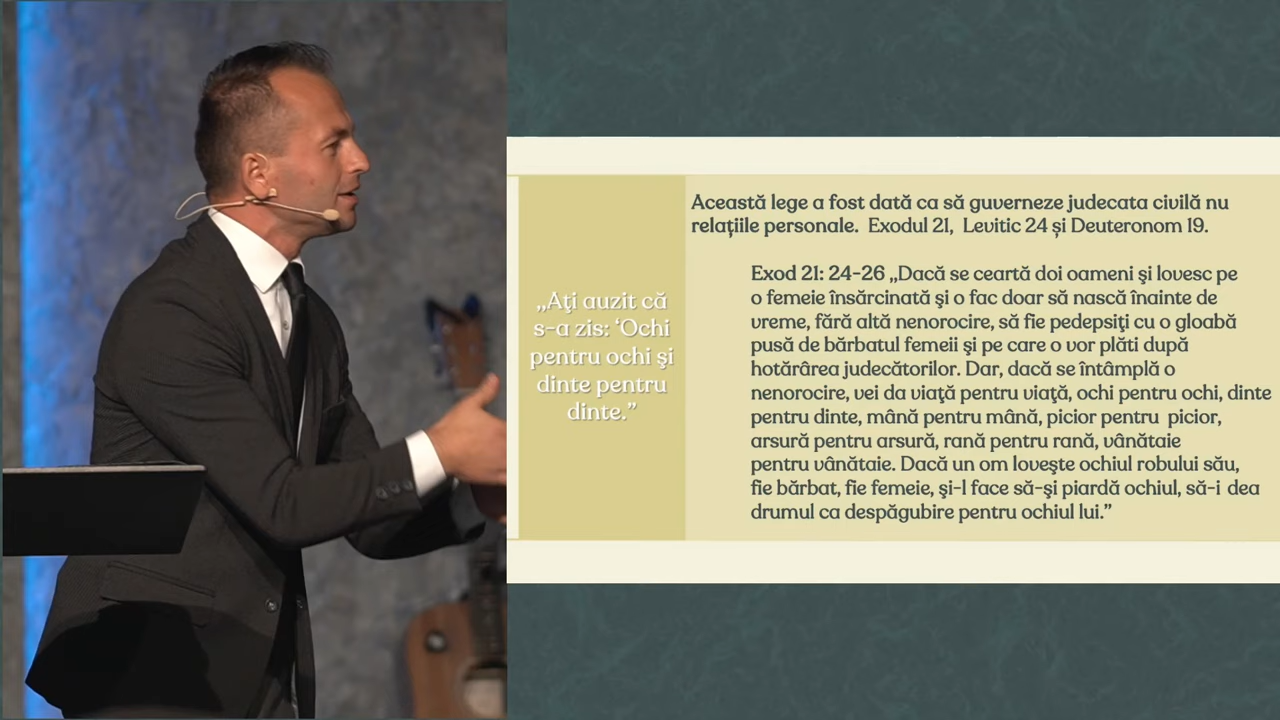 „Aţi auzit că
s-a zis: ‘Ochi
pentru ochi şi
dinte pentru
dinte.”
Această lege a fost dată ca să guverneze judecata civilă nu
relațiile personale. Exodul 21, Levitic 24 și Deuteronom 19.
Exod 21: 24-26 „Dacă se ceartă doi oameni şi lovesc pe
o femeie însărcinată şi o fac doar să nască înainte de
vreme, fără altă nenorocire, să fie pedepsiţi cu o gloabă
pusă de bărbatul femeii şi pe care o vor plăti după
hotărârea judecătorilor. Dar, dacă se întâmplă o
nenorocire, vei da viaţă pentru viaţă, ochi pentru ochi, dinte
pentru dinte, mână pentru mână, picior pentru picior,
arsură pentru arsură, rană pentru rană, vânătaie
pentru vânătaie. Dacă un om loveşte ochiul robului său,
fie bărbat, fie femeie, şi-l face să-şi piardă ochiul, să-i dea
drumul ca despăgubire pentru ochiul lui.”